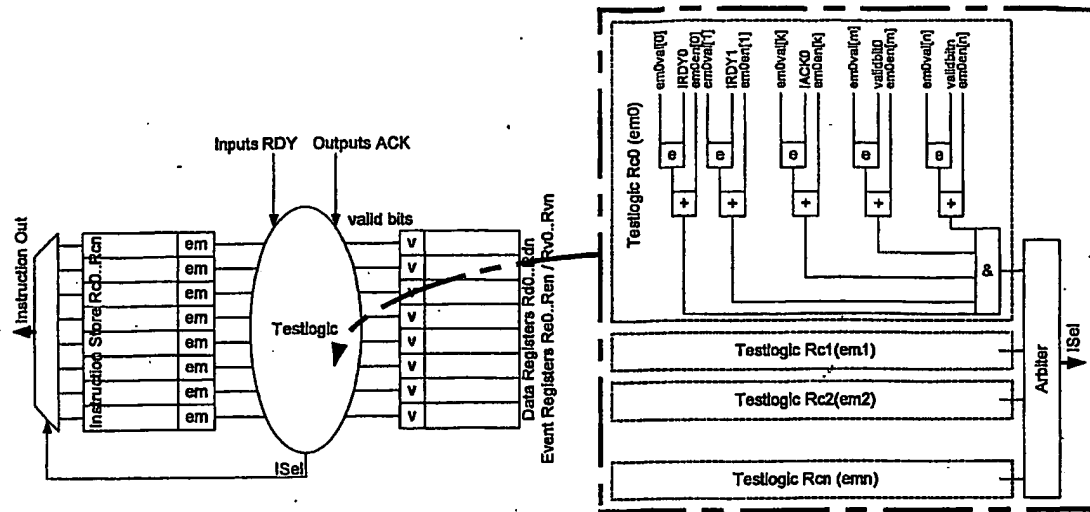 Inputs RDY
Outputs ACK
Instruction Out
Instruction Store Rc0..Rcn
em
em
em
em
em
em
em
em
Testlogic
valid bits
v
v
v
v
v
v
v
v
Data Registers Rd0..Rdn
Event Registers Re0..Ren / Rv0..Rvn
ISel
Testlogic Rc0 (em0)
em0val[0]
IRDY0
em0en[0]
em0val[1]
IRDY1
em0en[1]
em0val[k]
IACK0
em0en[k]
em0val[m]
validbit0
em0en[m]
em0val[n]
validbitn
em0en[n]
e
e
e
e
e
+
+
+
+
+
&
Testlogic Rc1(em1)
Testlogic Rc2(em2)
Testlogic Rcn (emn)
Arbiter
ISel